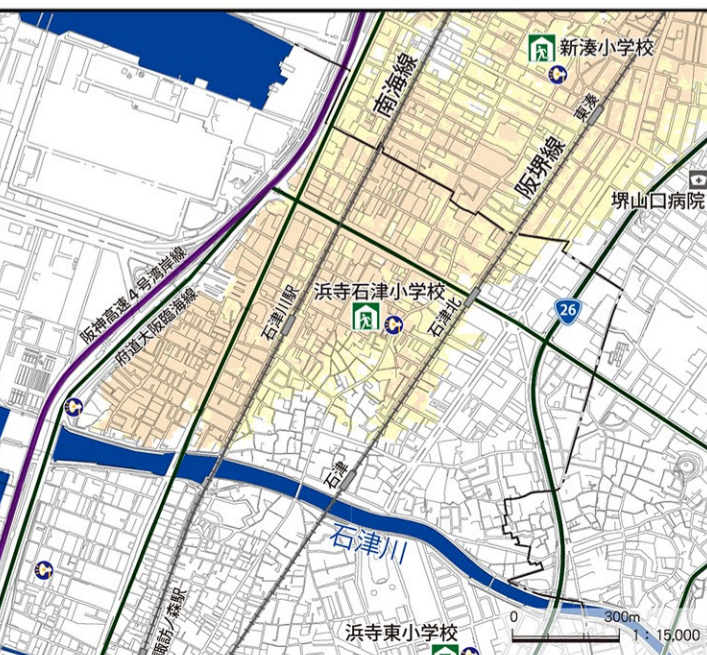 新湊小学校
南海線
東湊
阪堺線
堺山口病院
阪神高速4号湾岸線
府道大阪臨海線
石津川駅
浜寺石津小学校
石津北
26
石津
石津川
諏訪ノ森駅
浜寺東小学校
0 300m
1:15,000